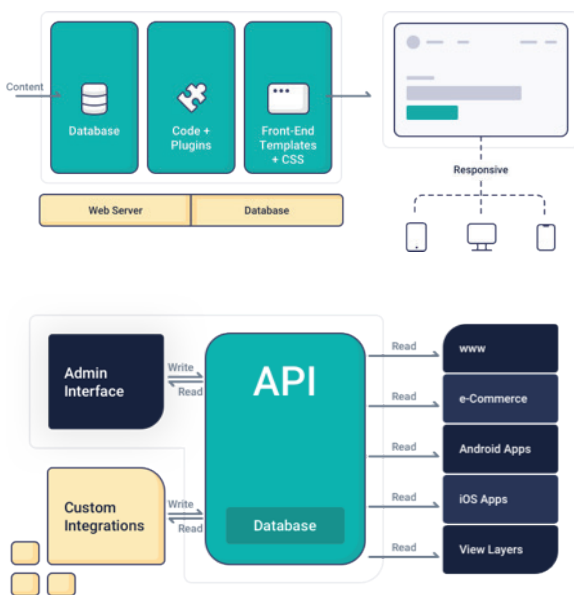 Content
Database
Code +
Plugins
Front-End
Templates
+ CSS
Web Server
Database
Responsive
Admin
Interface
Write
Read
API
Database
Custom
Integrations
Write
Read
Read
www
Read
e-Commerce
Read
Android Apps
Read
iOS Apps
Read
View Layers